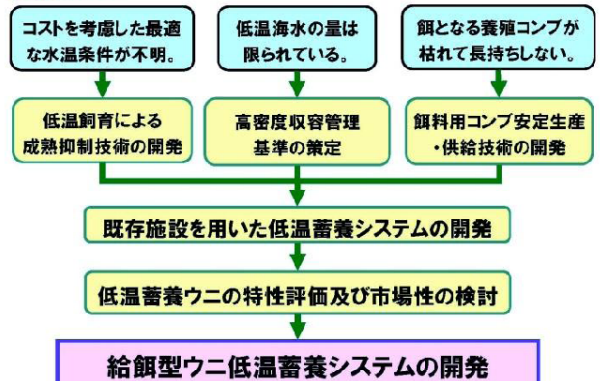 コストを考慮した最適
な水温条件が不明。
低温海水の量は
限られている。
餌となる養殖コンブが
枯れて長持ちしない。
低温飼育による
成熟抑制技術の開発
高密度収容管理
基準の策定
餌料用コンブ安定生産
・供給技術の開発
既存施設を用いた低温蓄養システムの開発
低温蓄養ウニの特性評価及び市場性の検討
給餌型ウニ低温蓄養システムの開発